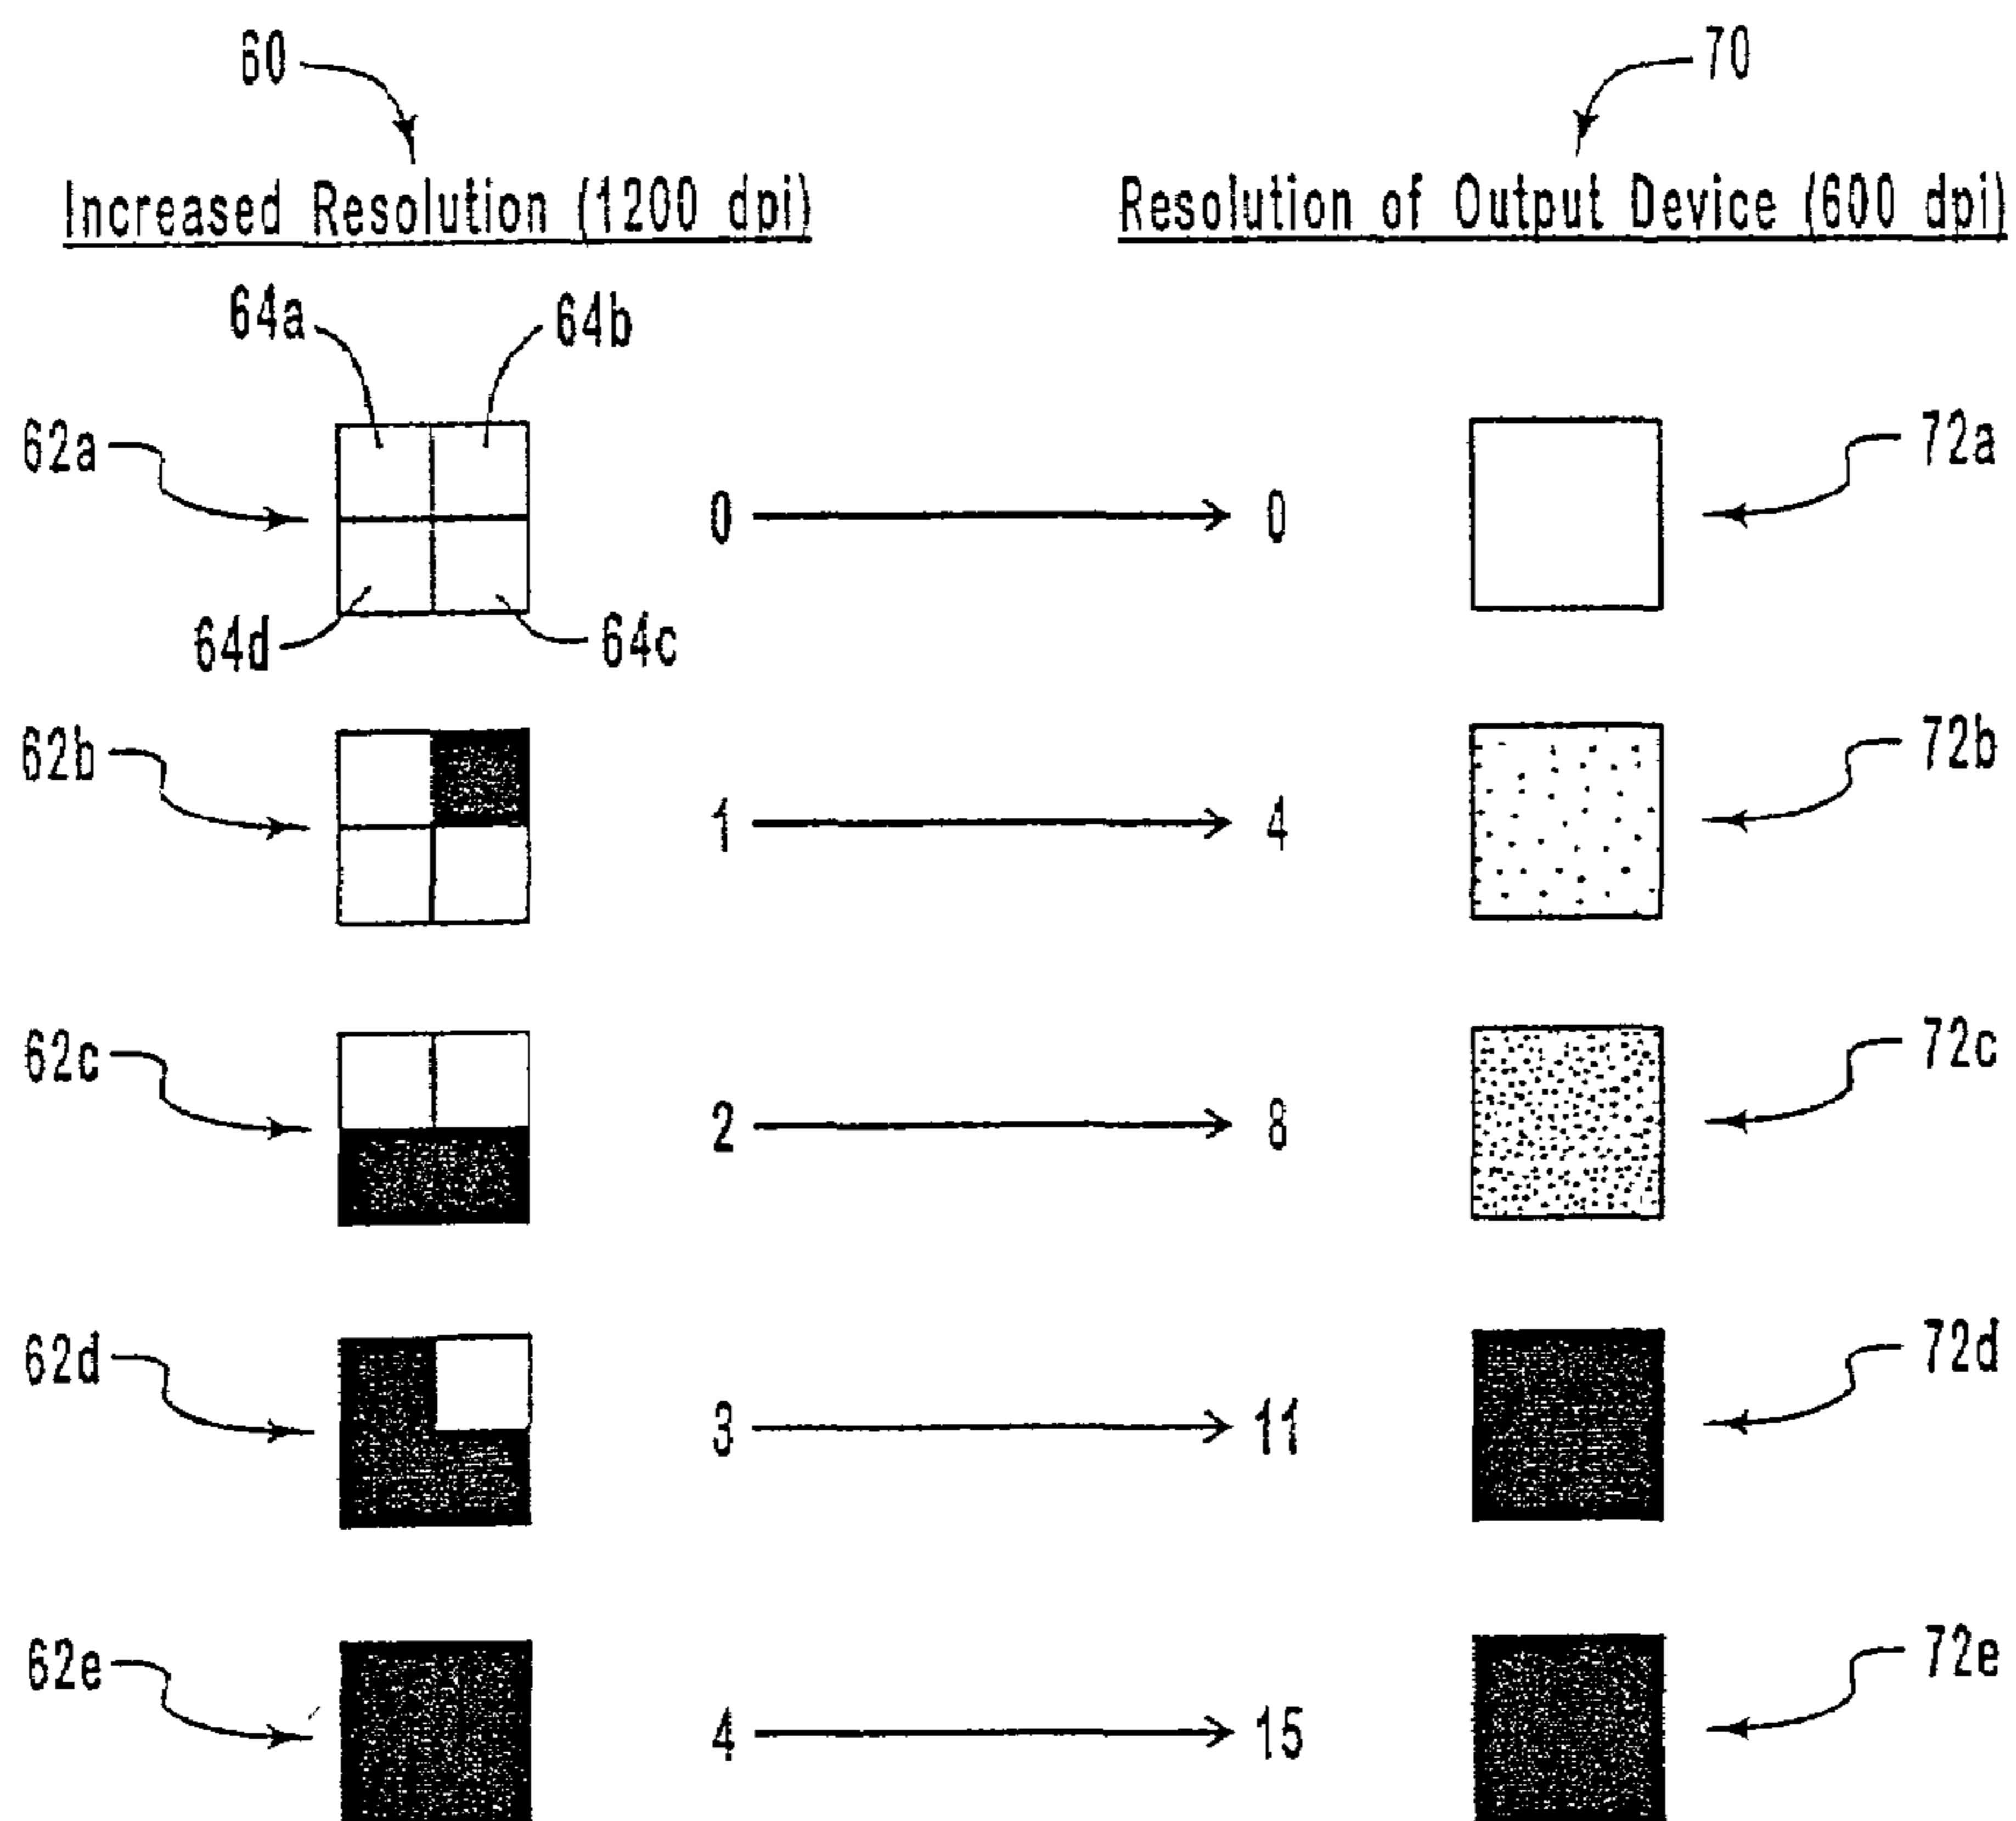 60
70
Increased Resolution (1200 dpi)
Resolution of Output Device (600 dpi)
64a
64b
62a
0
0
72a
64d
64c
62b
1
4
72b
62c
2
8
72c
62d
3
11
72d
62e
4
15
72e